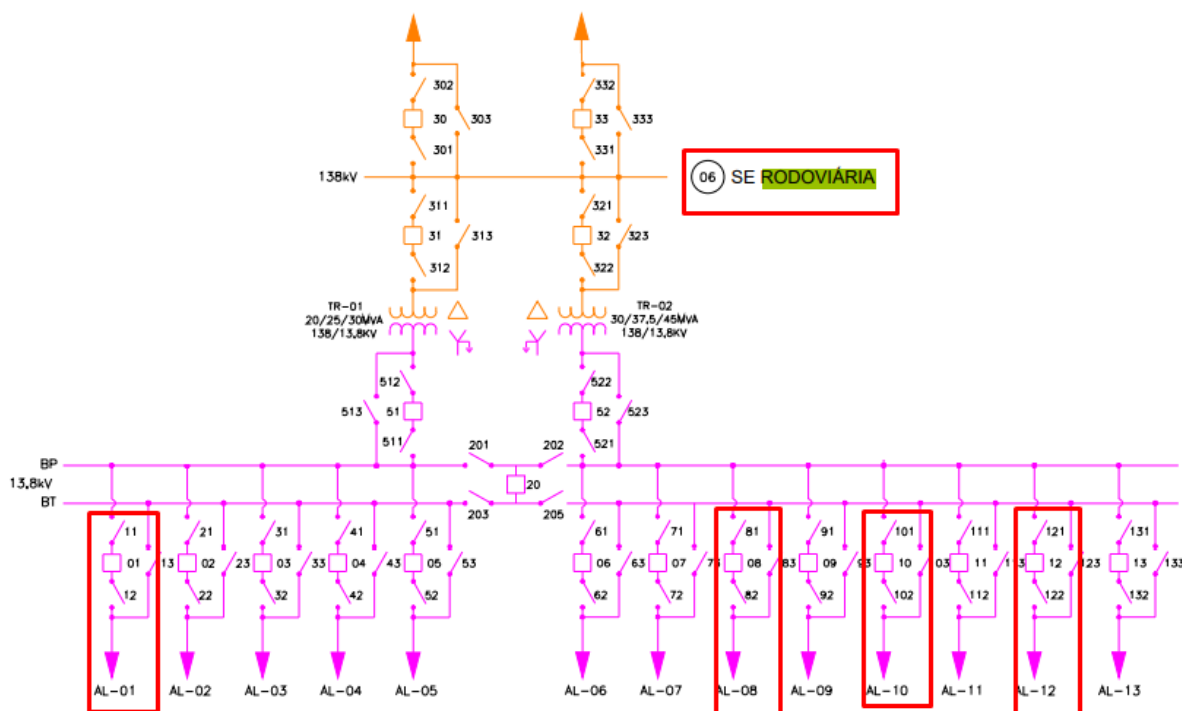 302 332
30 303 33 333
301 331
138kV
06 SE RODOVIÁRIA
311 321
31 313 32 323
312 322
TR-01 TR-02
20/25/30MVA 30/37,5/45MVA
138/13,8KV 138/13,8KV
512 522
513 51 52 523
511 521
201 202
BP
13,8kV 20
BT
203 205
11 21 31 41 51 61 71 81 91 101 111 121 131
01 13 02 23 03 33 04 43 05 53 06 63 07 08 83 09 10 11 12 123 13 133
12 22 32 42 52 62 72 82 92 102 112 122 132
AL-01 AL-02 AL-03 AL-04 AL-05 AL-06 AL-07 AL-08 AL-09 AL-10 AL-11 AL-12 AL-13